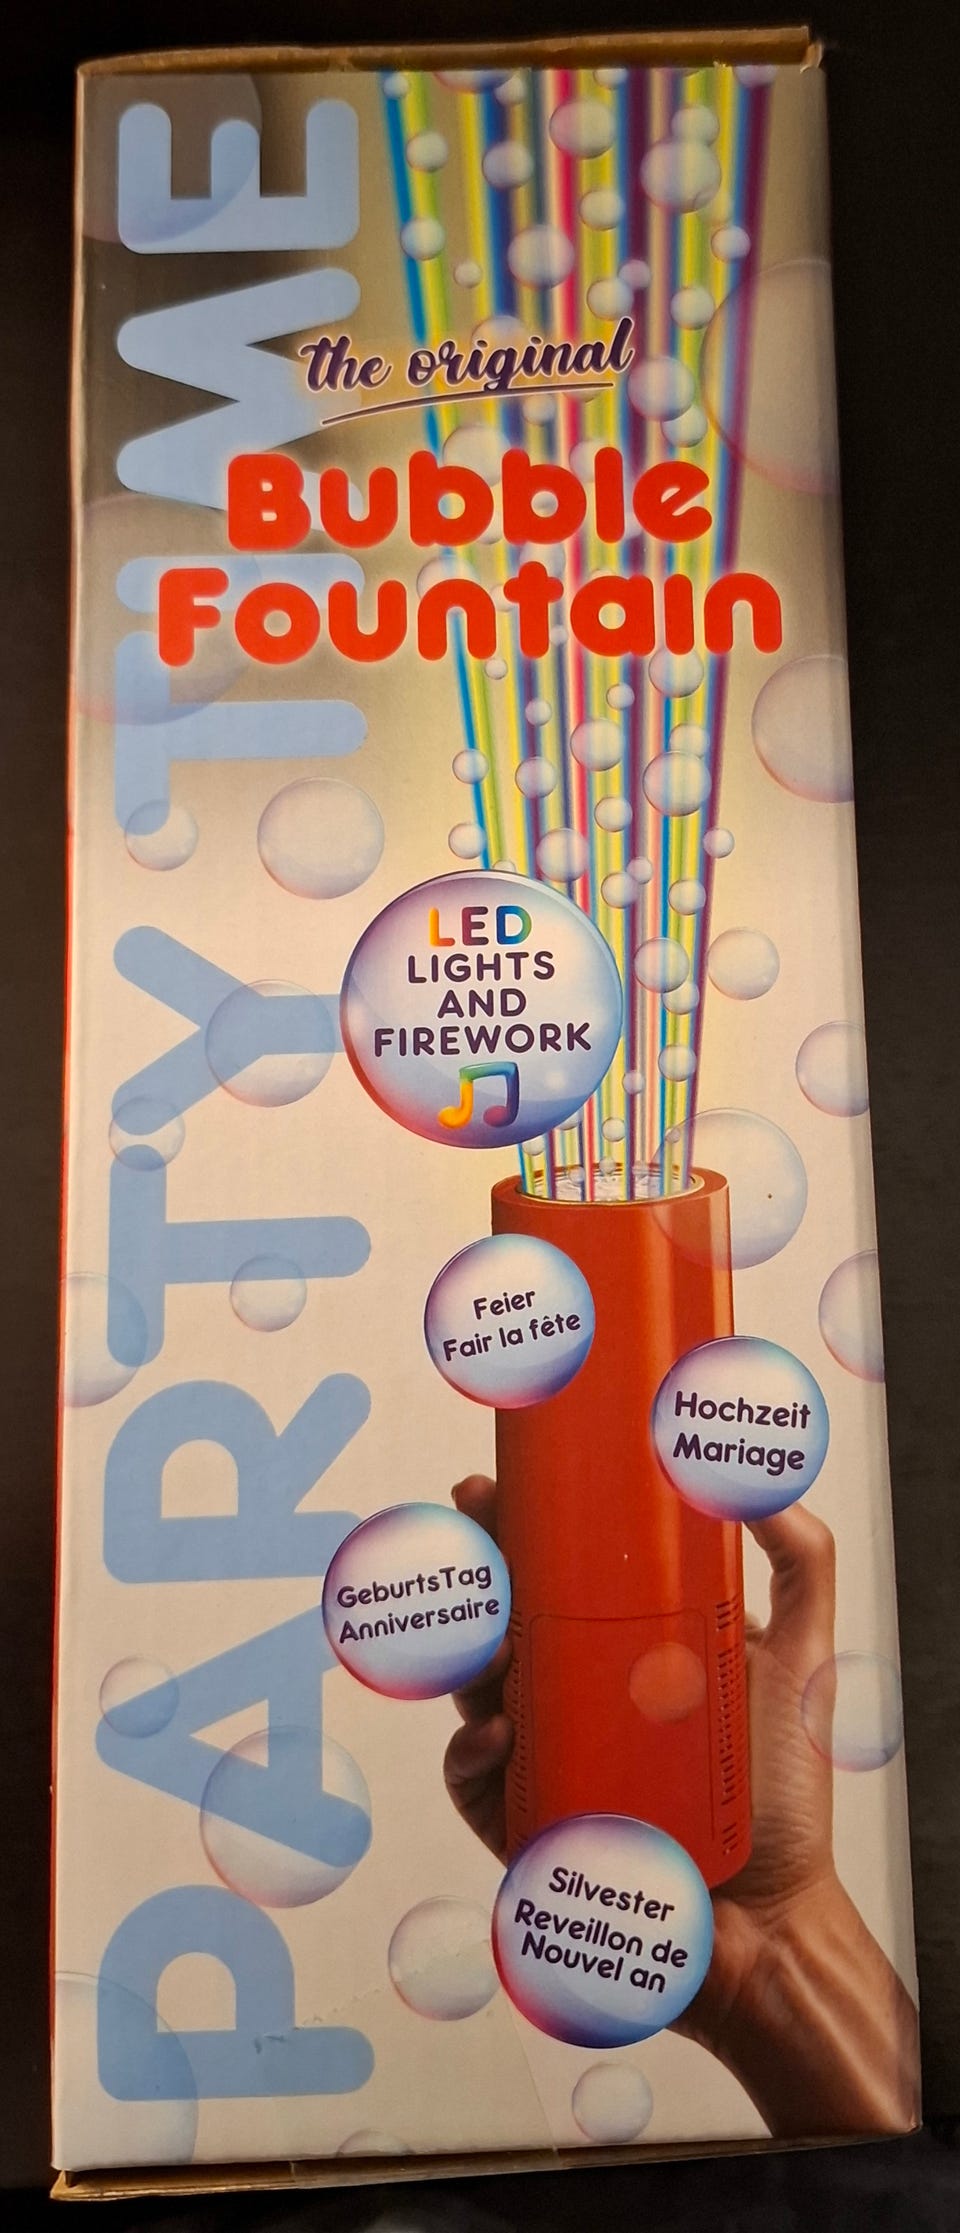 PARTY TIME
the original
Bubble
Fountain
LED
LIGHTS
AND
FIREWORK
Feier
Fair la fête
Hochzeit
Mariage
GeburtsTag
Anniversaire
Silvester
Reveillon de
Nouvel an